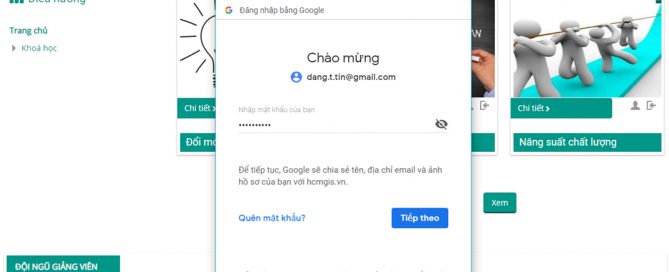 Điều hướng
Trang chủ
Khoá học
Đăng nhập bằng Google
Chào mừng
dang.t.tin@gmail.com
Nhập mật khẩu của bạn
••••••••••
Để tiếp tục, Google sẽ chia sẻ tên, địa chỉ email và ảnh
hồ sơ của bạn với hcmgis.vn.
Quên mật khẩu?
Tiếp theo
Chi tiết
Đổi mớ
Chi tiết
Năng suất chất lượng
Xem
ĐỘI NGŨ GIẢNG VIÊN